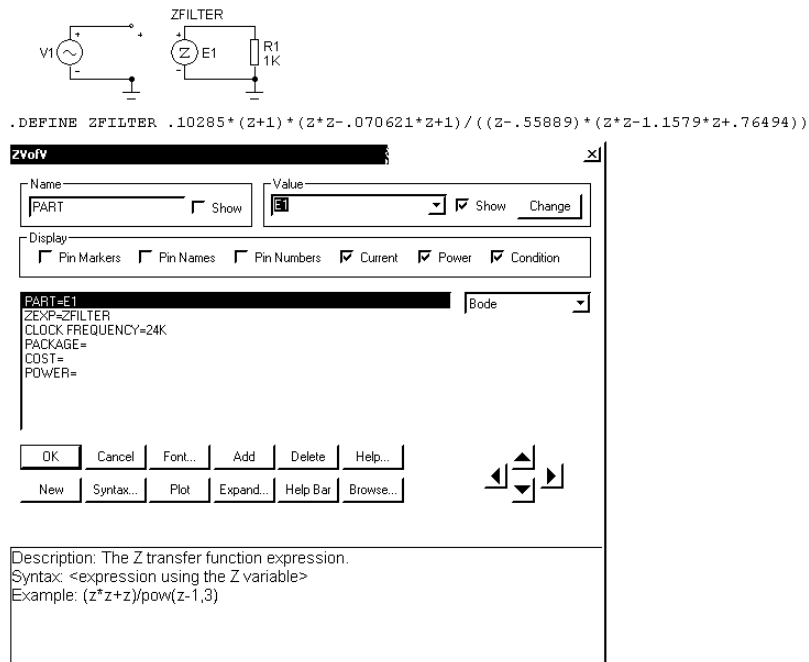 ZFILTER
V1
Z
E1
R1
1K
.DEFINE ZFILTER .10285*(Z+1)*(Z*Z-.070621*Z+1)/((Z-.55889)*(Z*Z-1.1579*Z+.76494))
ZVofV
Name
PART
Show
Value
E1
Show
Change
Display
Pin Markers
Pin Names
Pin Numbers
Current
Power
Condition
PART=E1
ZEXP=ZFILTER
CLOCK FREQUENCY=24K
PACKAGE=
COST=
POWER=
Bode
OK
Cancel
Font...
Add
Delete
Help...
New
Syntax...
Plot
Expand...
Help Bar
Browse...
Description: The Z transfer function expression.
Syntax: <expression using the Z variable>
Example: (z*z+z)/pow(z-1,3)